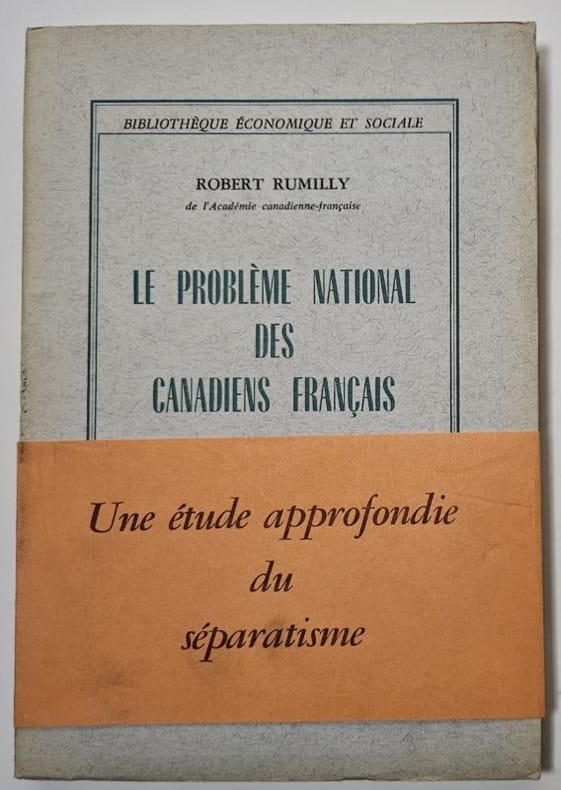 BIBLIOTHÈQUE ÉCONOMIQUE ET SOCIALE
ROBERT RUMILLY
de l'Académie canadienne-française
LE PROBLÈME NATIONAL
DES
CANADIENS FRANÇAIS
Une étude approfondie
du
séparatisme